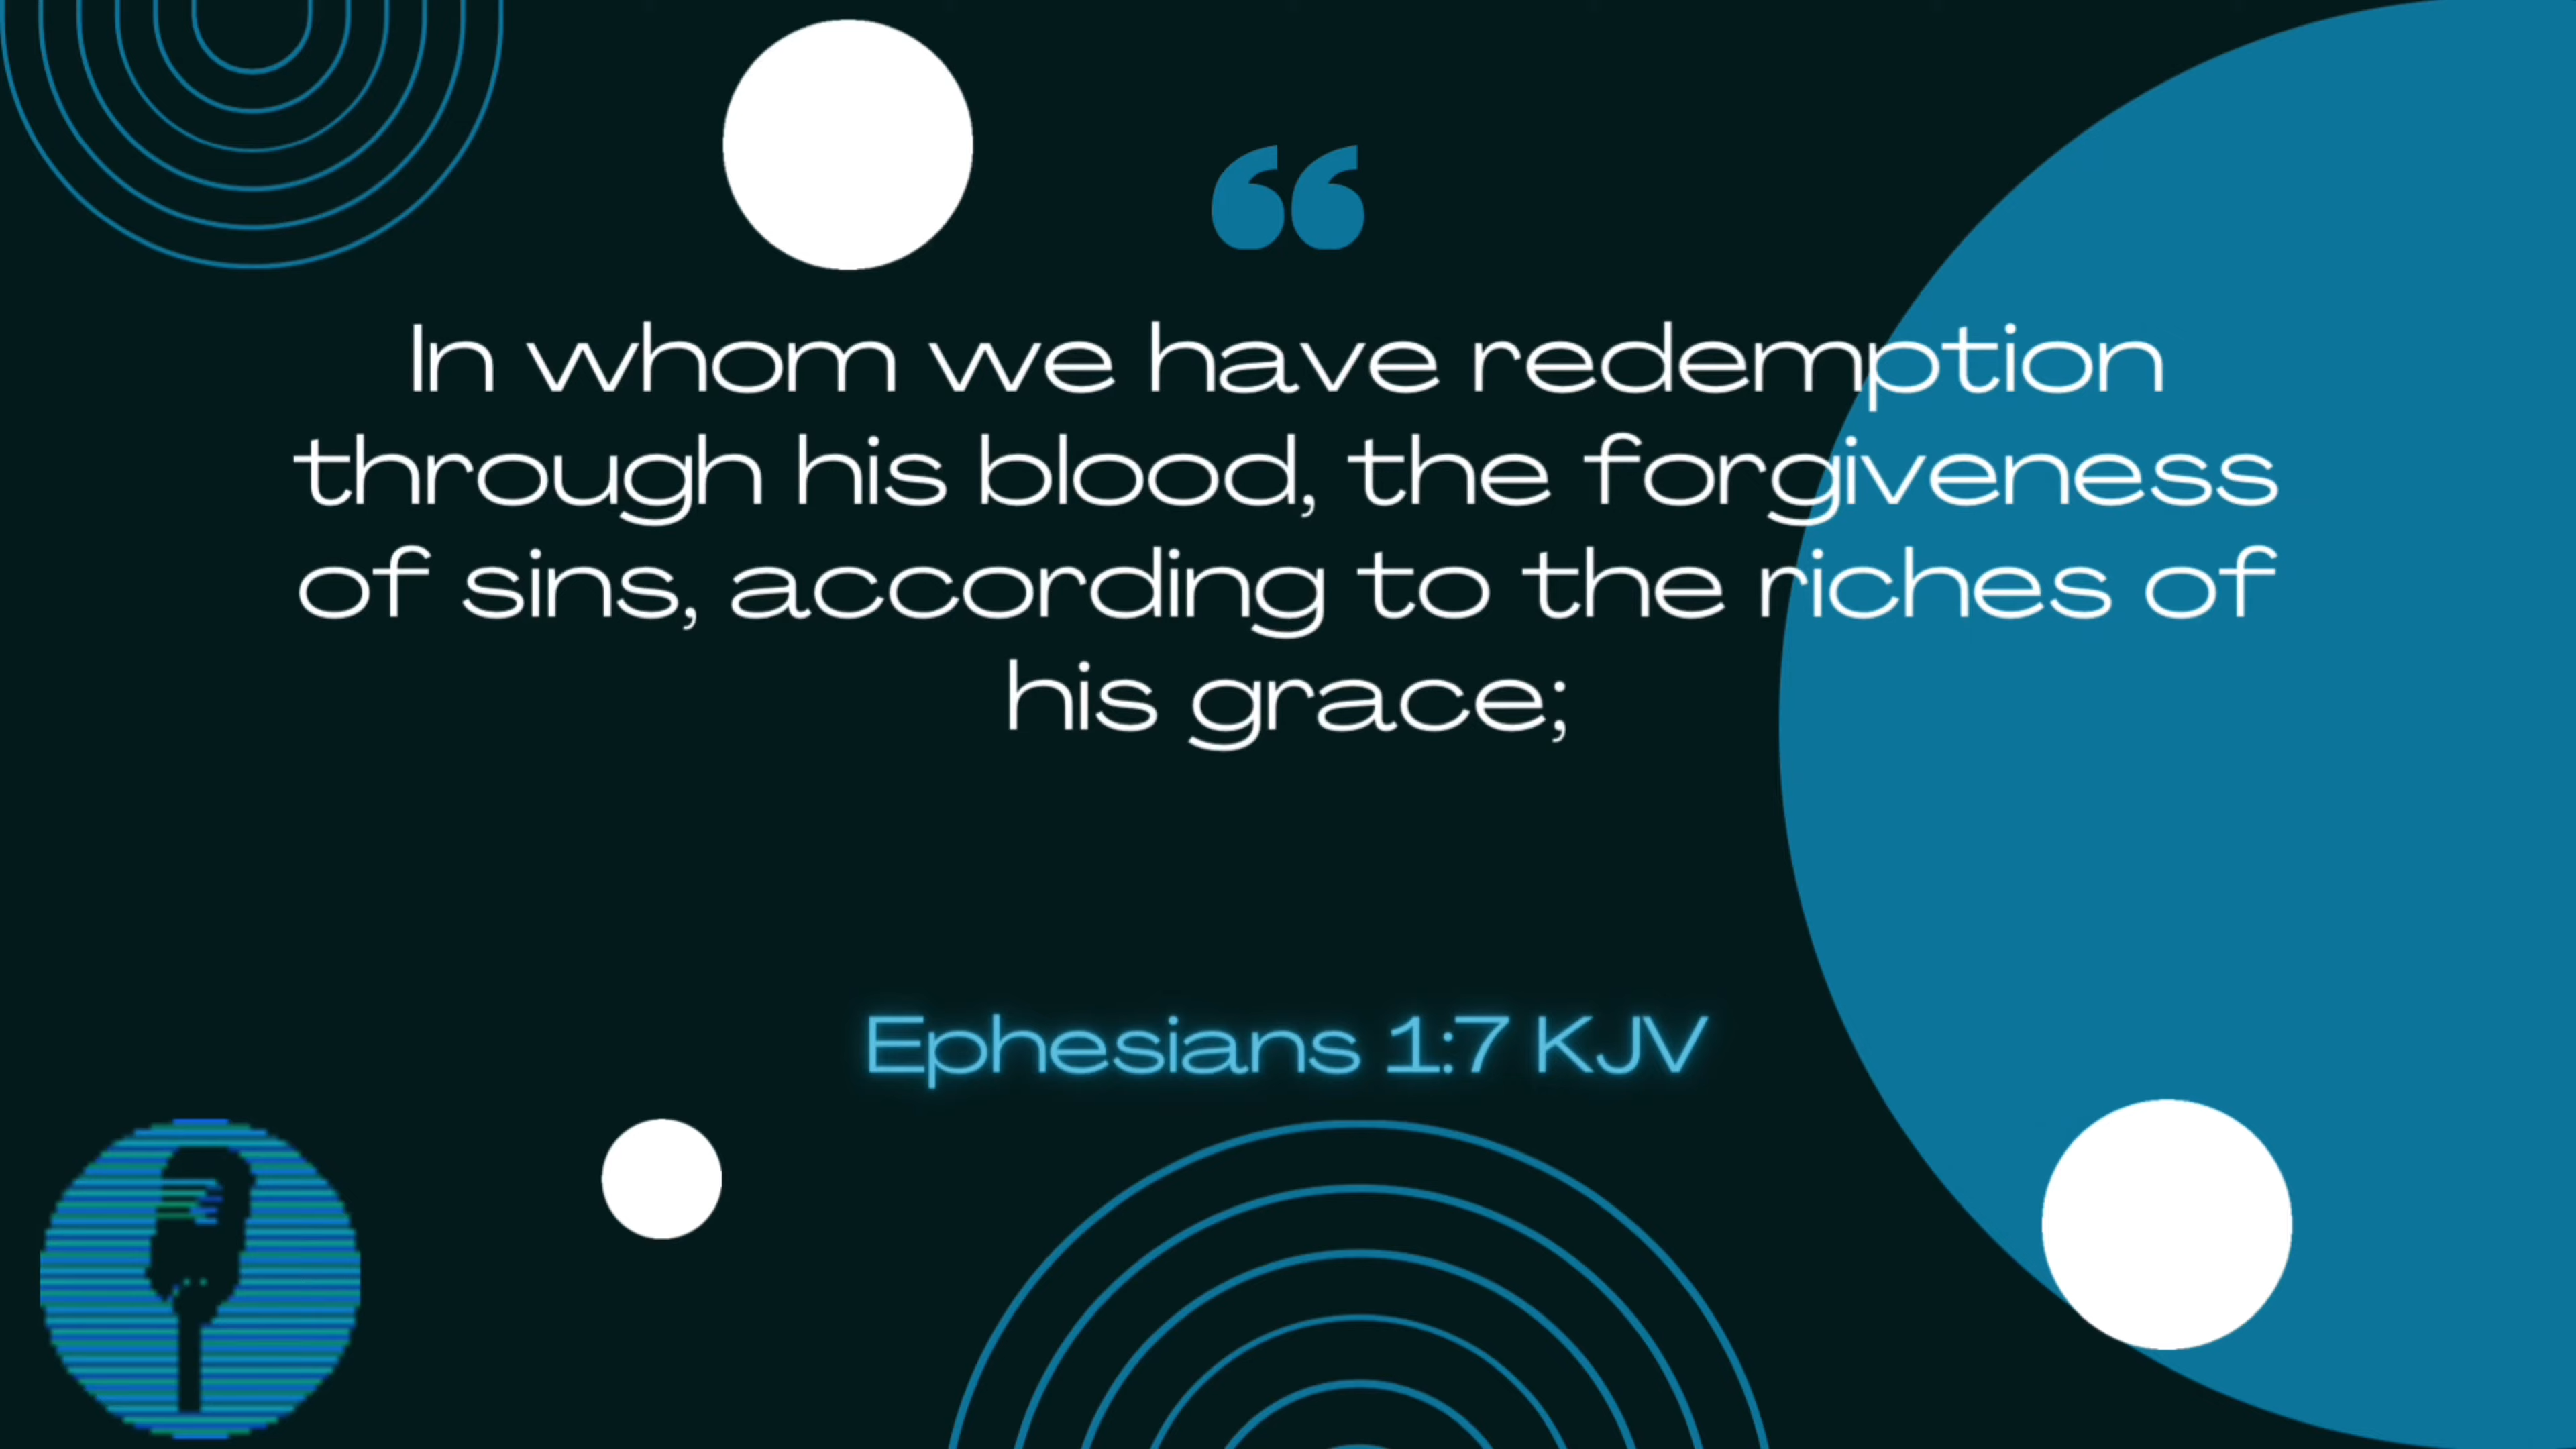 “
In whom we have redemption
through his blood, the forgiveness
of sins, according to the riches of
his grace;
Ephesians 1:7 KJV